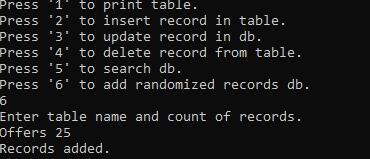 Press '1' to print table.
Press '2' to insert record in table.
Press '3' to update record in db.
Press '4' to delete record from table.
Press '5' to search db.
Press '6' to add randomized records db.
6
Enter table name and count of records.
Offers 25
Records added.